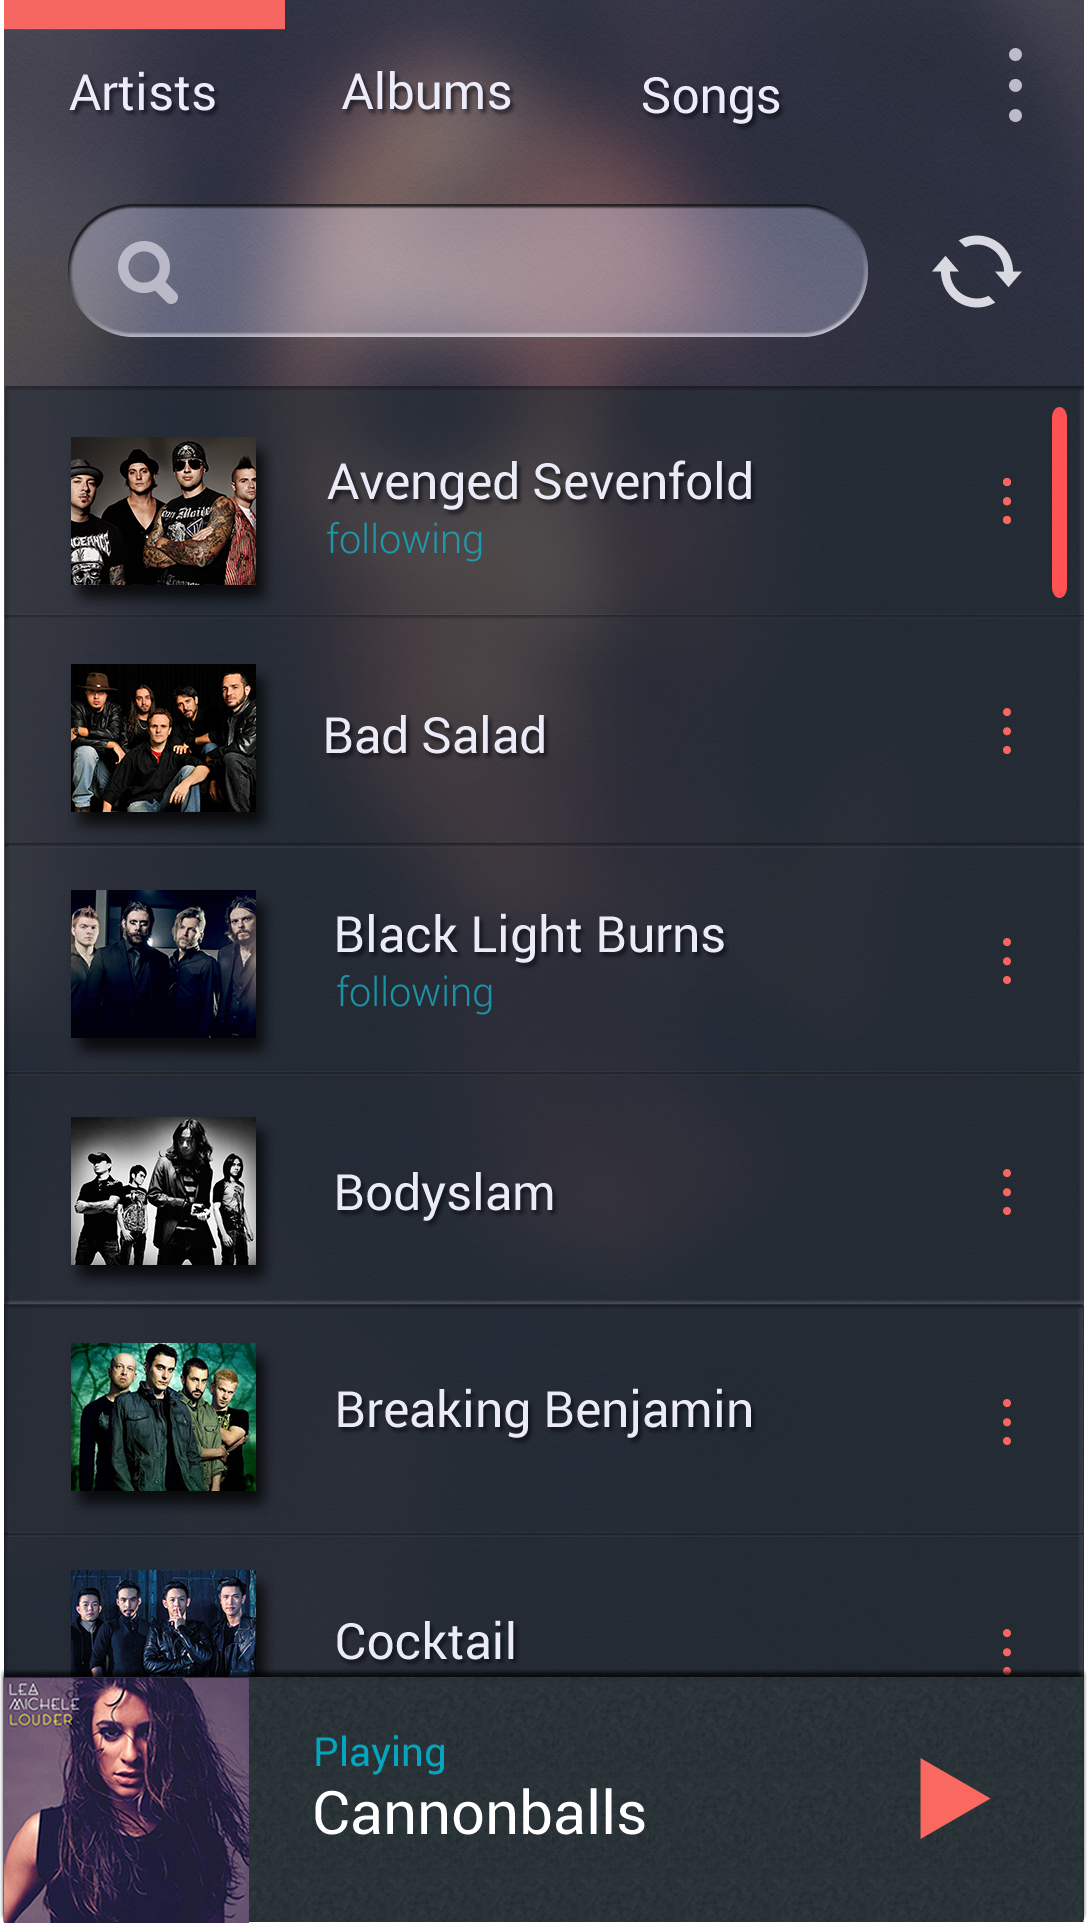 Artists
Albums
Songs
Avenged Sevenfold
following
Bad Salad
Black Light Burns
following
Bodyslam
Breaking Benjamin
Cocktail
LEA
MICHELE
LOUDER
Playing
Cannonballs